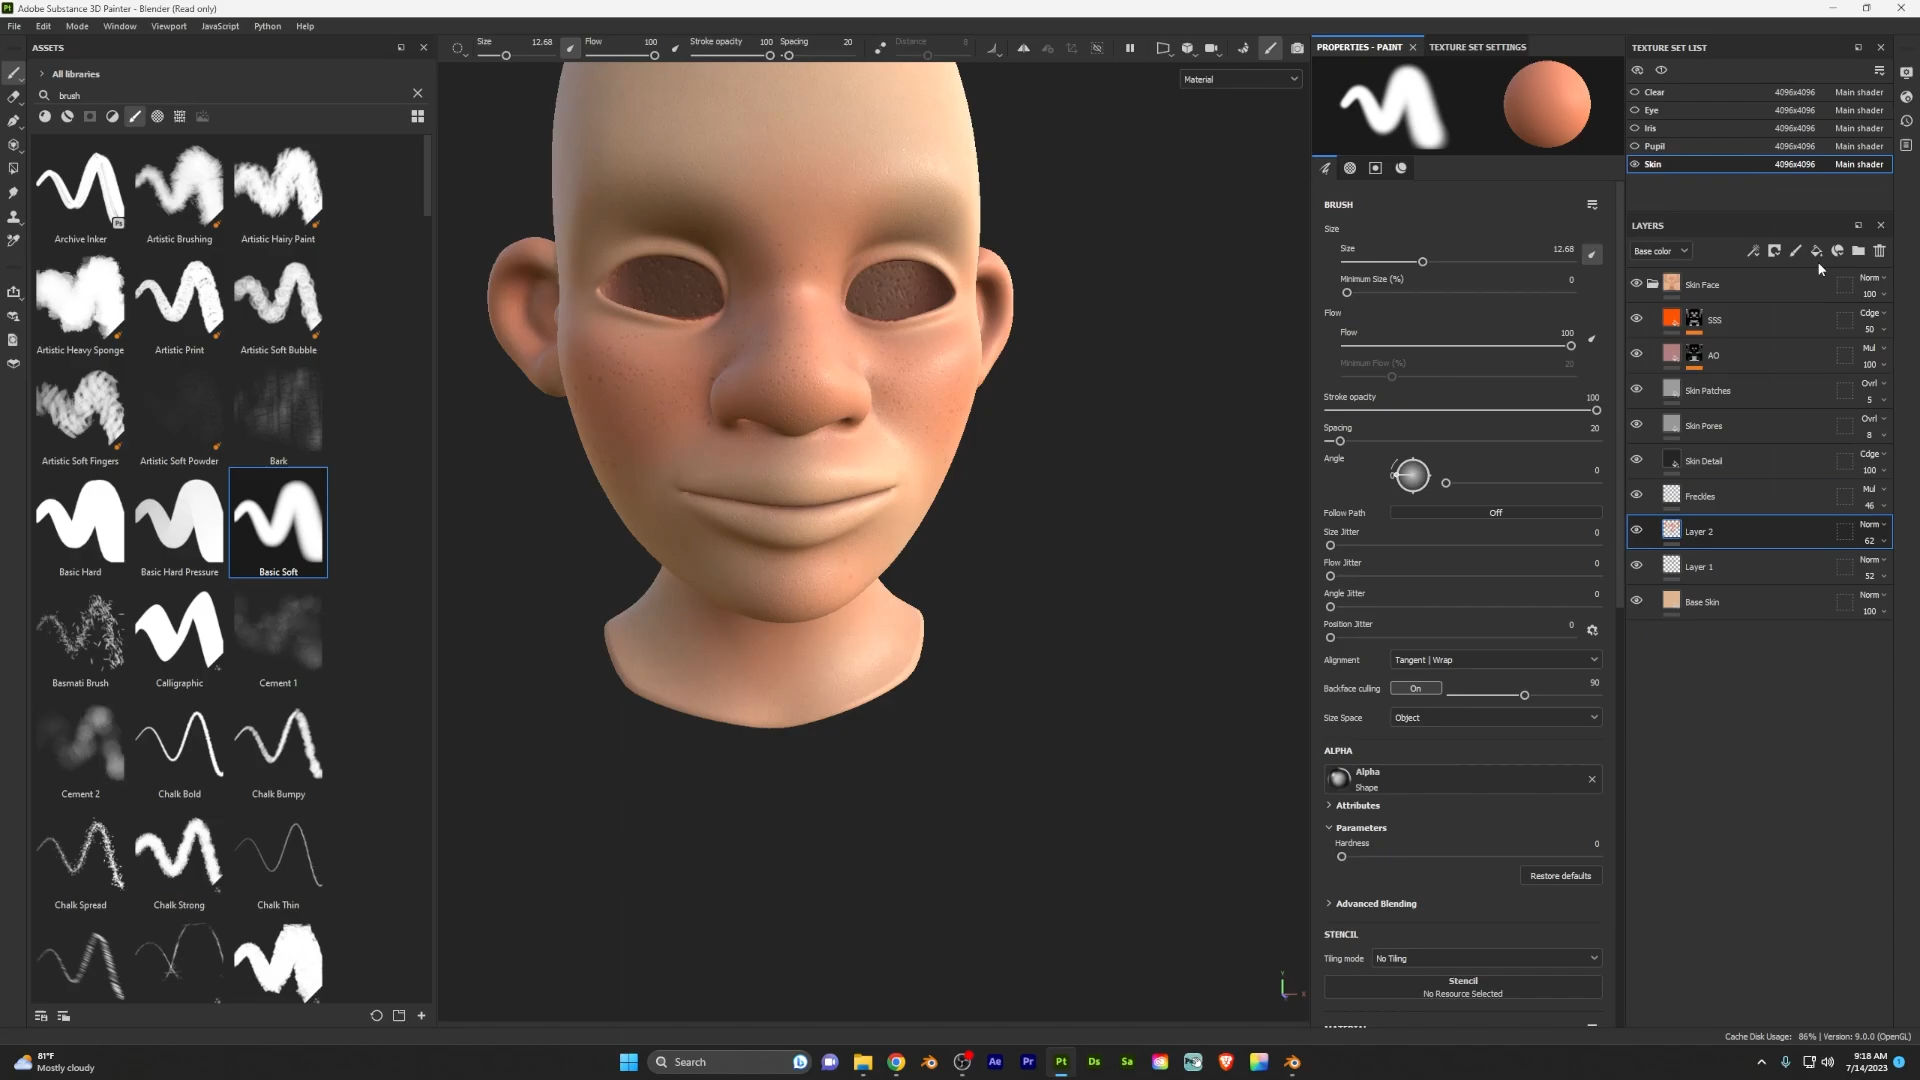 Adobe Substance 3D Painter - Blender (Read only)
File Edit Mode Window Viewport JavaScript Python Help
ASSETS
All libraries
brush
Archive Inker Artistic Brushing Artistic Hairy Paint
Artistic Heavy Sponge Artistic Print Artistic Soft Bubble
Artistic Soft Fingers Artistic Soft Powder Bark
Basic Hard Basic Hard Pressure Basic Soft
Basmati Brush Calligraphic Cement 1
Cement 2 Chalk Bold Chalk Bumpy
Chalk Spread Chalk Strong Chalk Thin
Size 12.68 Flow 100 Stroke opacity 100 Spacing 20 Distance 8
Material
PROPERTIES - PAINT TEXTURE SET SETTINGS
BRUSH
Size
Size 12.68
Minimum Size (%) 0
Flow
Flow 100
Minimum Flow (%) 20
Stroke opacity 100
Spacing 20
Angle 0
Follow Path Off
Size Jitter 0
Flow Jitter 0
Angle Jitter 0
Position Jitter 0
Alignment Tangent | Wrap
Backface culling On 90
Size Space Object
ALPHA
Alpha
Shape
Attributes
Parameters
Hardness 0
Restore defaults
Advanced Blending
STENCIL
Tiling mode No Tiling
Stencil
No Resource Selected
MATERIAL
TEXTURE SET LIST
Clear 4096x4096 Main shader
Eye 4096x4096 Main shader
Iris 4096x4096 Main shader
Pupil 4096x4096 Main shader
Skin 4096x4096 Main shader
LAYERS
Base color
Skin Face Norm 100
SSS Cdge 50
AO Mul 100
Skin Patches Ovrl 5
Skin Pores Ovrl 8
Skin Detail Cdge 100
Freckles Mul 46
Layer 2 Norm 62
Layer 1 Norm 52
Base Skin Norm 100
Cache Disk Usage: 86% | Version: 9.0.0 (OpenGL)
81°F
Mostly cloudy
Search
Ae Pr Pt Ds Sa
9:18 AM
7/14/2023